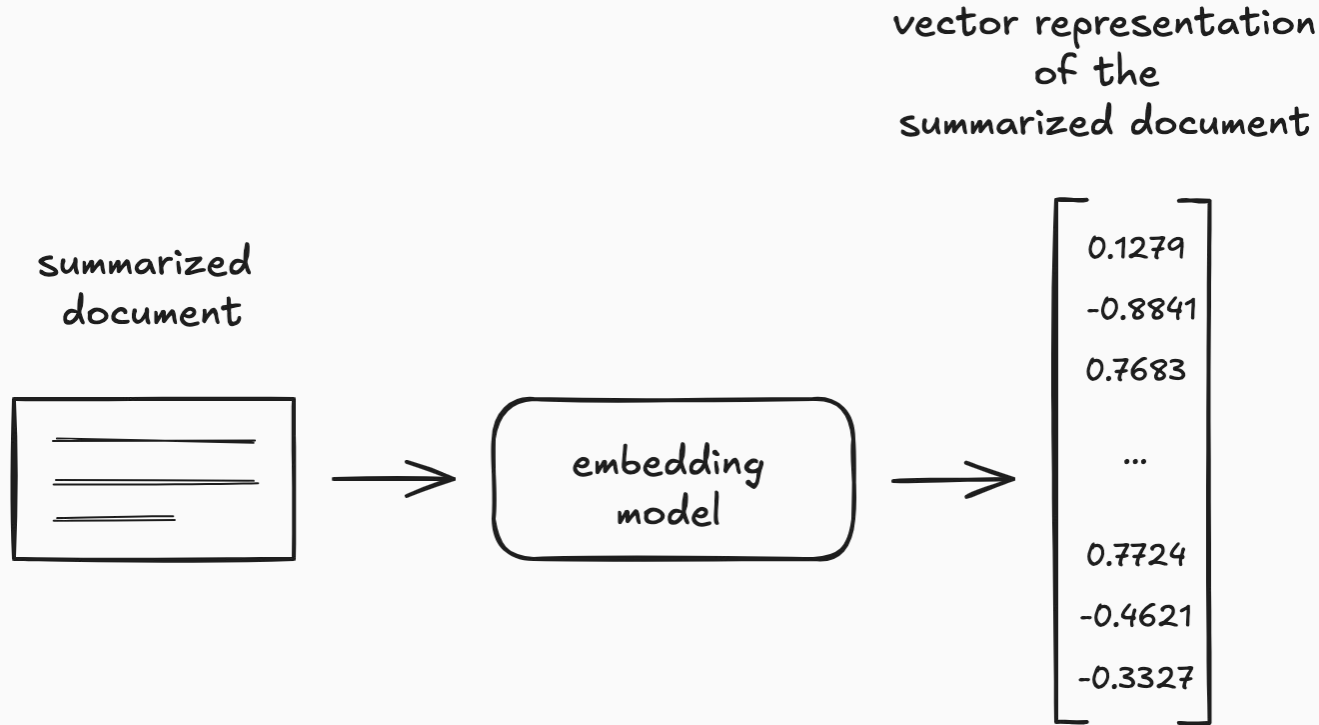 summarized
document
embedding
model
vector representation
of the
summarized document
0.1279
-0.8841
0.7683
...
0.7724
-0.4621
-0.3327